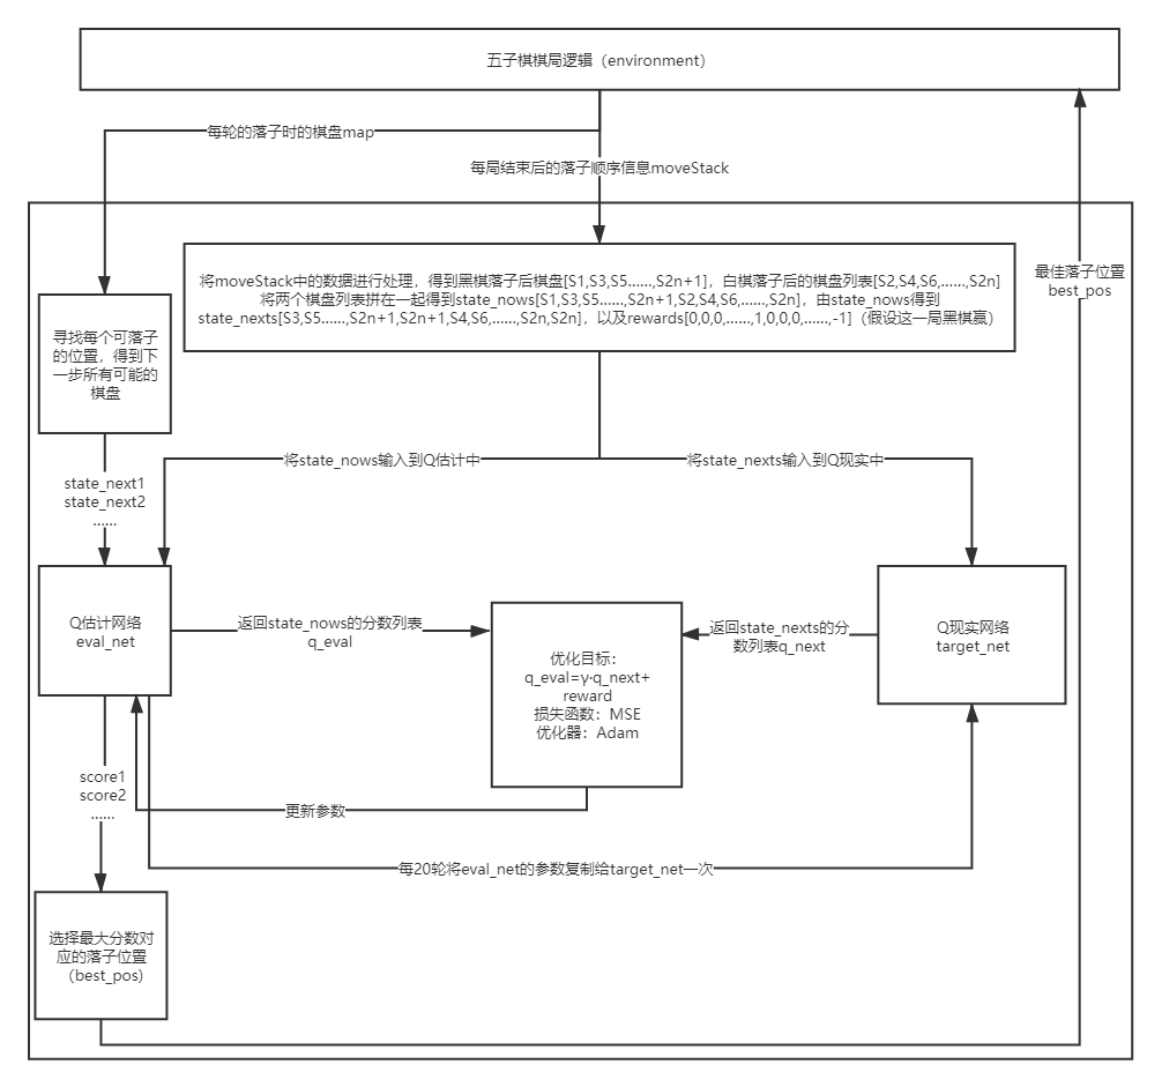 五子棋棋局逻辑（environment）
每轮的落子时的棋盘map
每局结束后的落子顺序信息moveStack
将moveStack中的数据进行处理，得到黑棋落子后棋盘[S1,S3,S5......,S2n+1]，白棋落子后的棋盘列表[S2,S4,S6,......,S2n]
将两个棋盘列表拼在一起得到state_nows[S1,S3,S5......,S2n+1,S2,S4,S6,......,S2n]，由state_nows得到
state_nexts[S3,S5......,S2n+1,S2n+1,S4,S6,......,S2n,S2n]，以及rewards[0,0,0,......,1,0,0,0,......,-1]（假设这一局黑棋赢）
最佳落子位置
best_pos
寻找每个可落子
的位置，得到下
一步所有可能的
棋盘
将state_nows输入到Q估计中
将state_nexts输入到Q现实中
state_next1
state_next2
......
Q估计网络
eval_net
返回state_nows的分数列表
q_eval
优化目标：
q_eval=γ·q_next+
reward
损失函数：MSE
优化器：Adam
返回state_nexts的分
数列表q_next
Q现实网络
target_net
score1
score2
......
更新参数
每20轮将eval_net的参数复制给target_net一次
选择最大分数对
应的落子位置
（best_pos)